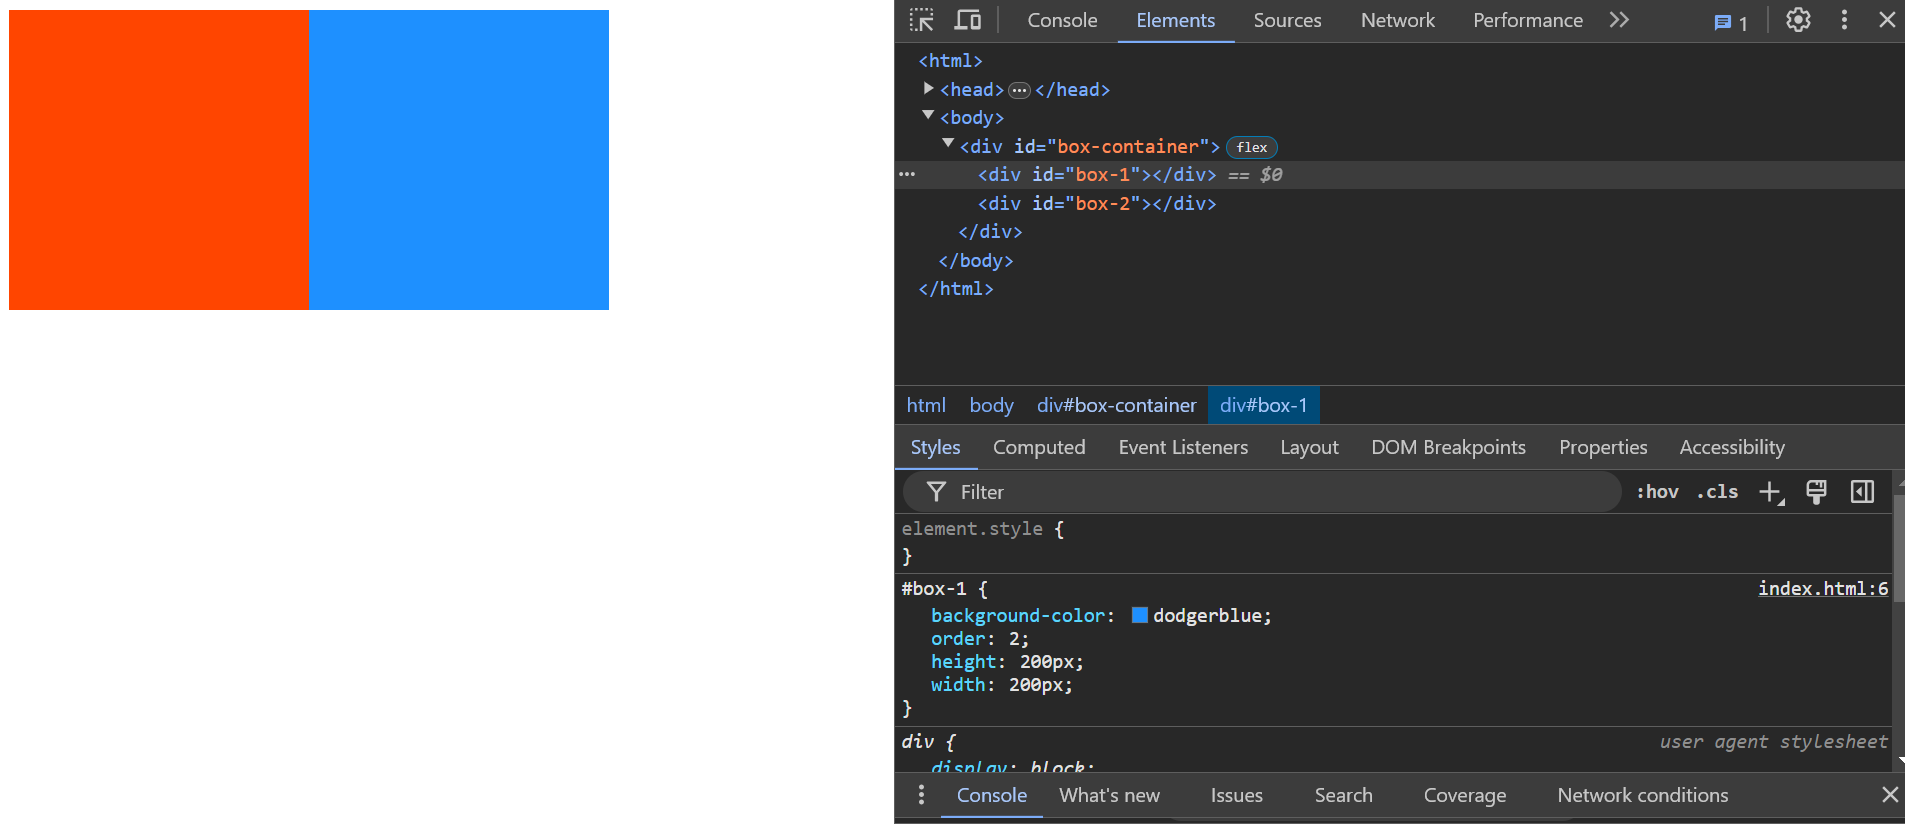 Console Elements Sources Network Performance 1
<html>
<head>…</head>
<body>
<div id="box-container"> flex
… <div id="box-1"></div> == $0
<div id="box-2"></div>
</div>
</body>
</html>
html body div#box-container div#box-1
Styles Computed Event Listeners Layout DOM Breakpoints Properties Accessibility
Filter :hov .cls
element.style {
}
#box-1 { index.html:6
background-color: dodgerblue;
order: 2;
height: 200px;
width: 200px;
}
div { user agent stylesheet
display: block;
Console What's new Issues Search Coverage Network conditions